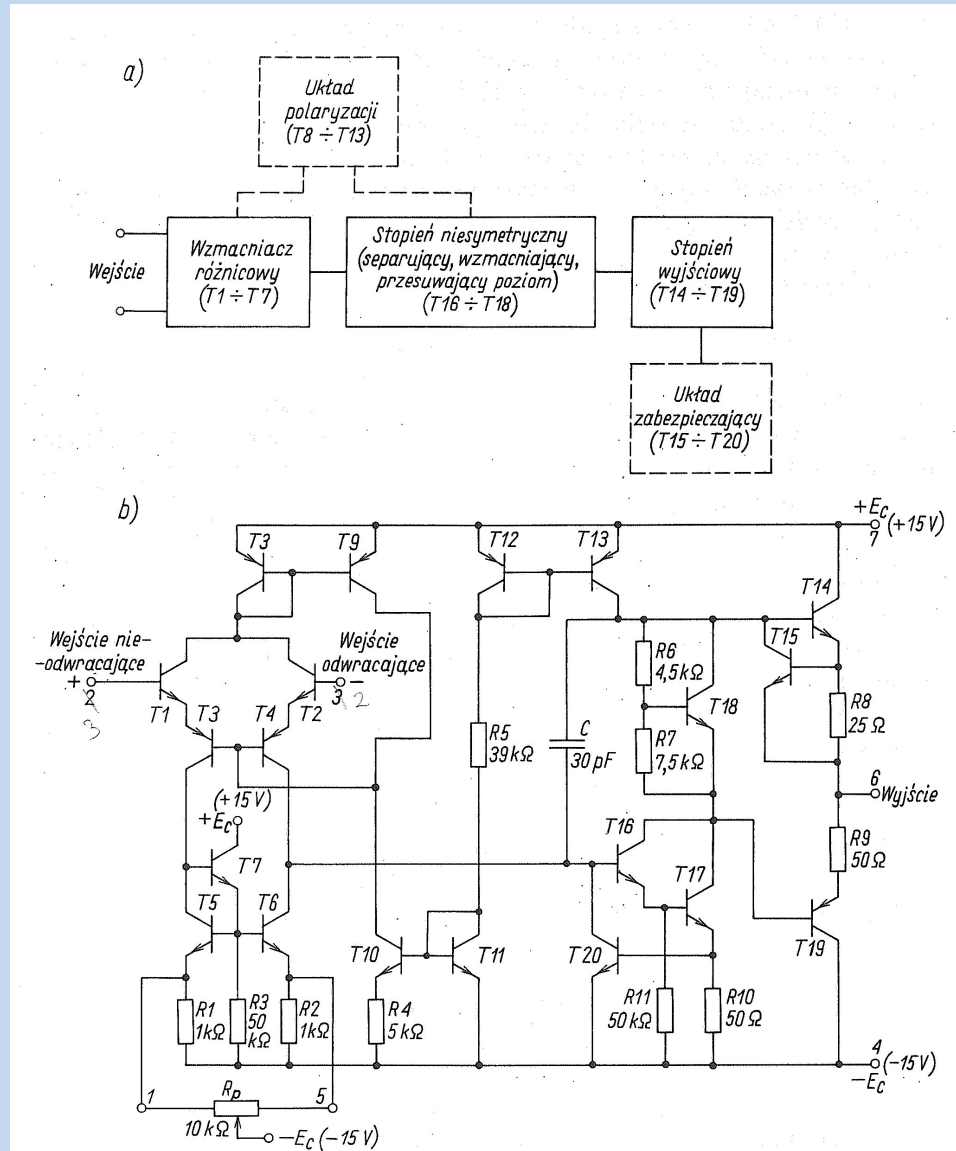 a)
Układ
polaryzacji
(T8 ÷ T13)
Wejście
Wzmacniacz
różnicowy
(T1 ÷ T7)
Stopień niesymetryczny
(separujący, wzmacniający,
przesuwający poziom)
(T16 ÷ T18)
Stopień
wyjściowy
(T14 ÷ T19)
Układ
zabezpieczający
(T15 ÷ T20)
b)
+Ec (+15 V)
7
T3
T9
T12
T13
T14
Wejście nie-
-odwracające
+
2
3
Wejście
odwracające
3 −
2
T1
T2
T3
T4
T15
R6
4,5 kΩ
T18
R8
25 Ω
R5
39 kΩ
C
30 pF
R7
7,5 kΩ
6
Wyjście
(+15 V)
+Ec
T7
T16
T17
R9
50 Ω
T5
T6
T10
T11
T20
T19
R1
1 kΩ
R3
50
kΩ
R2
1 kΩ
R4
5 kΩ
R11
50 kΩ
R10
50 Ω
4
(−15 V)
−Ec
1
Rp
5
10 kΩ
−Ec (−15 V)